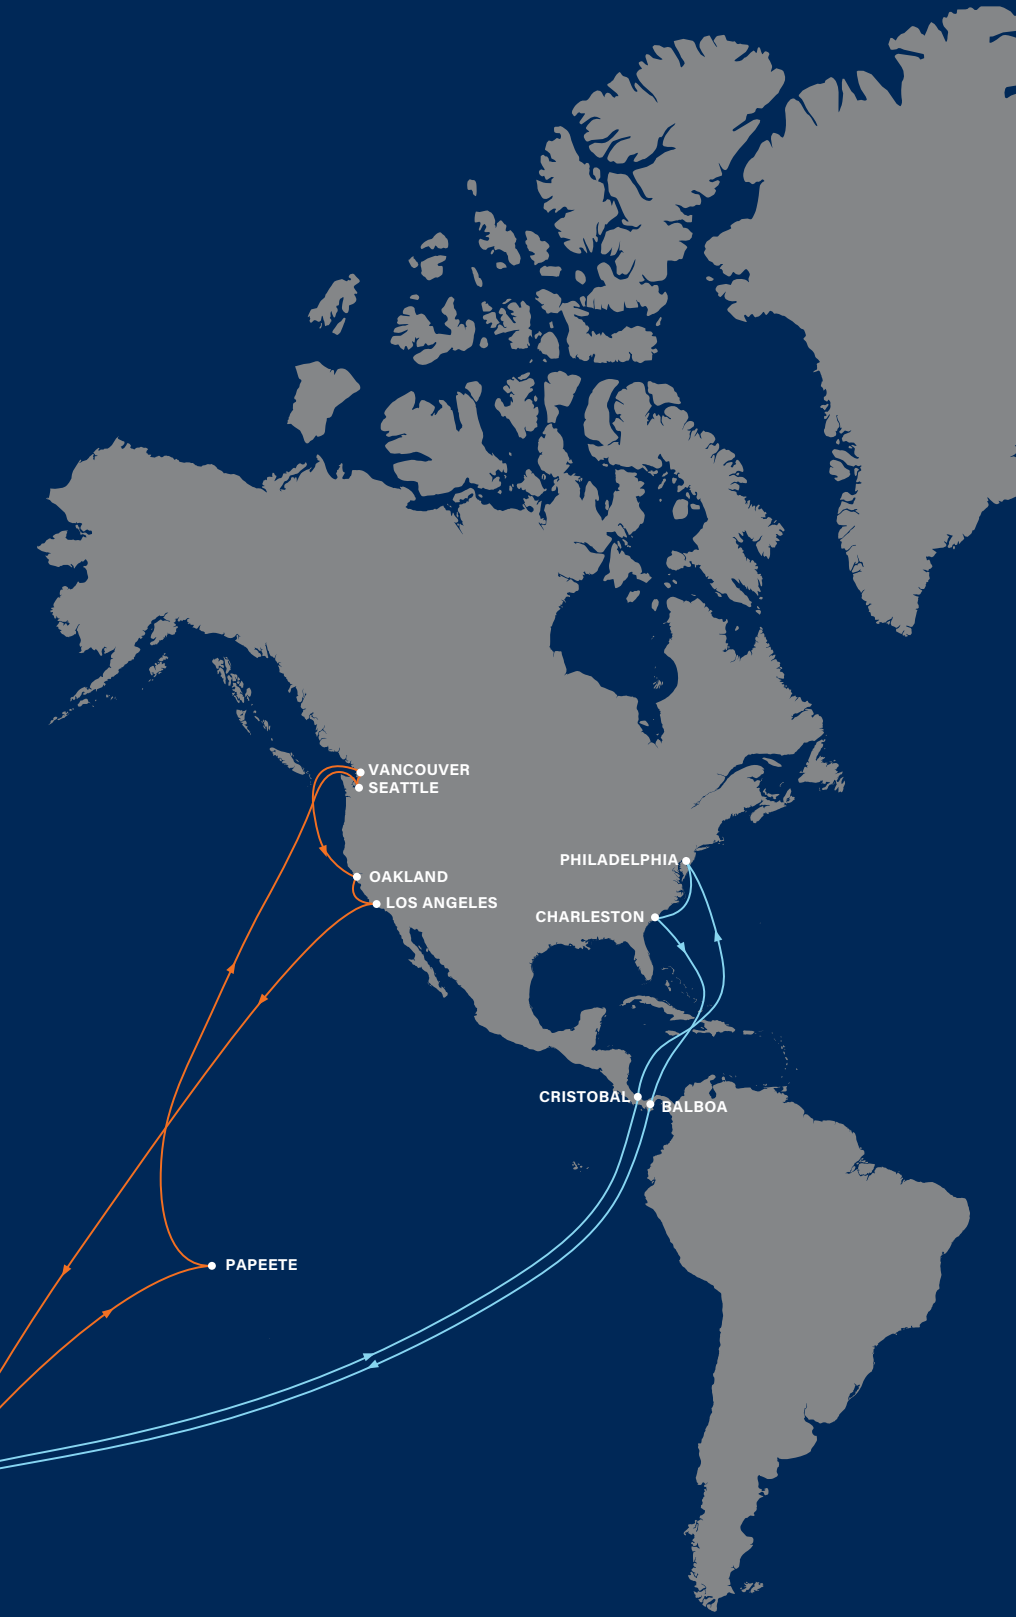 VANCOUVER
SEATTLE
PHILADELPHIA
OAKLAND
LOS ANGELES
CHARLESTON
CRISTOBAL
BALBOA
PAPEETE